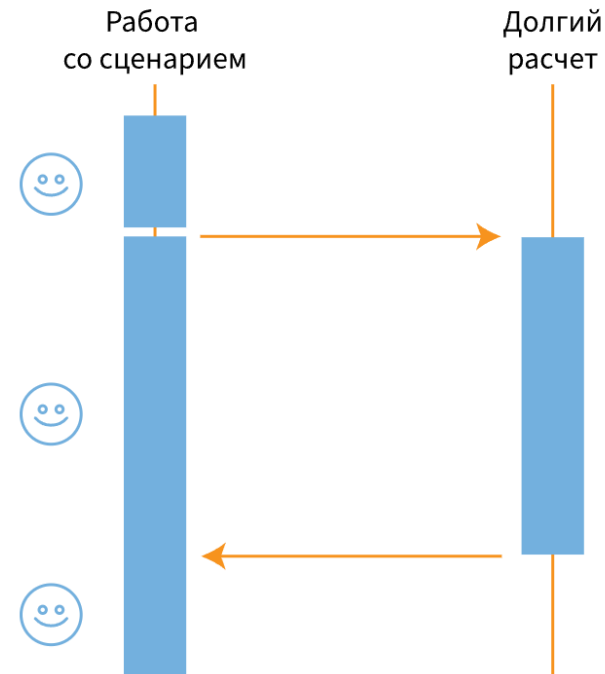 Работа
со сценарием
Долгий
расчет